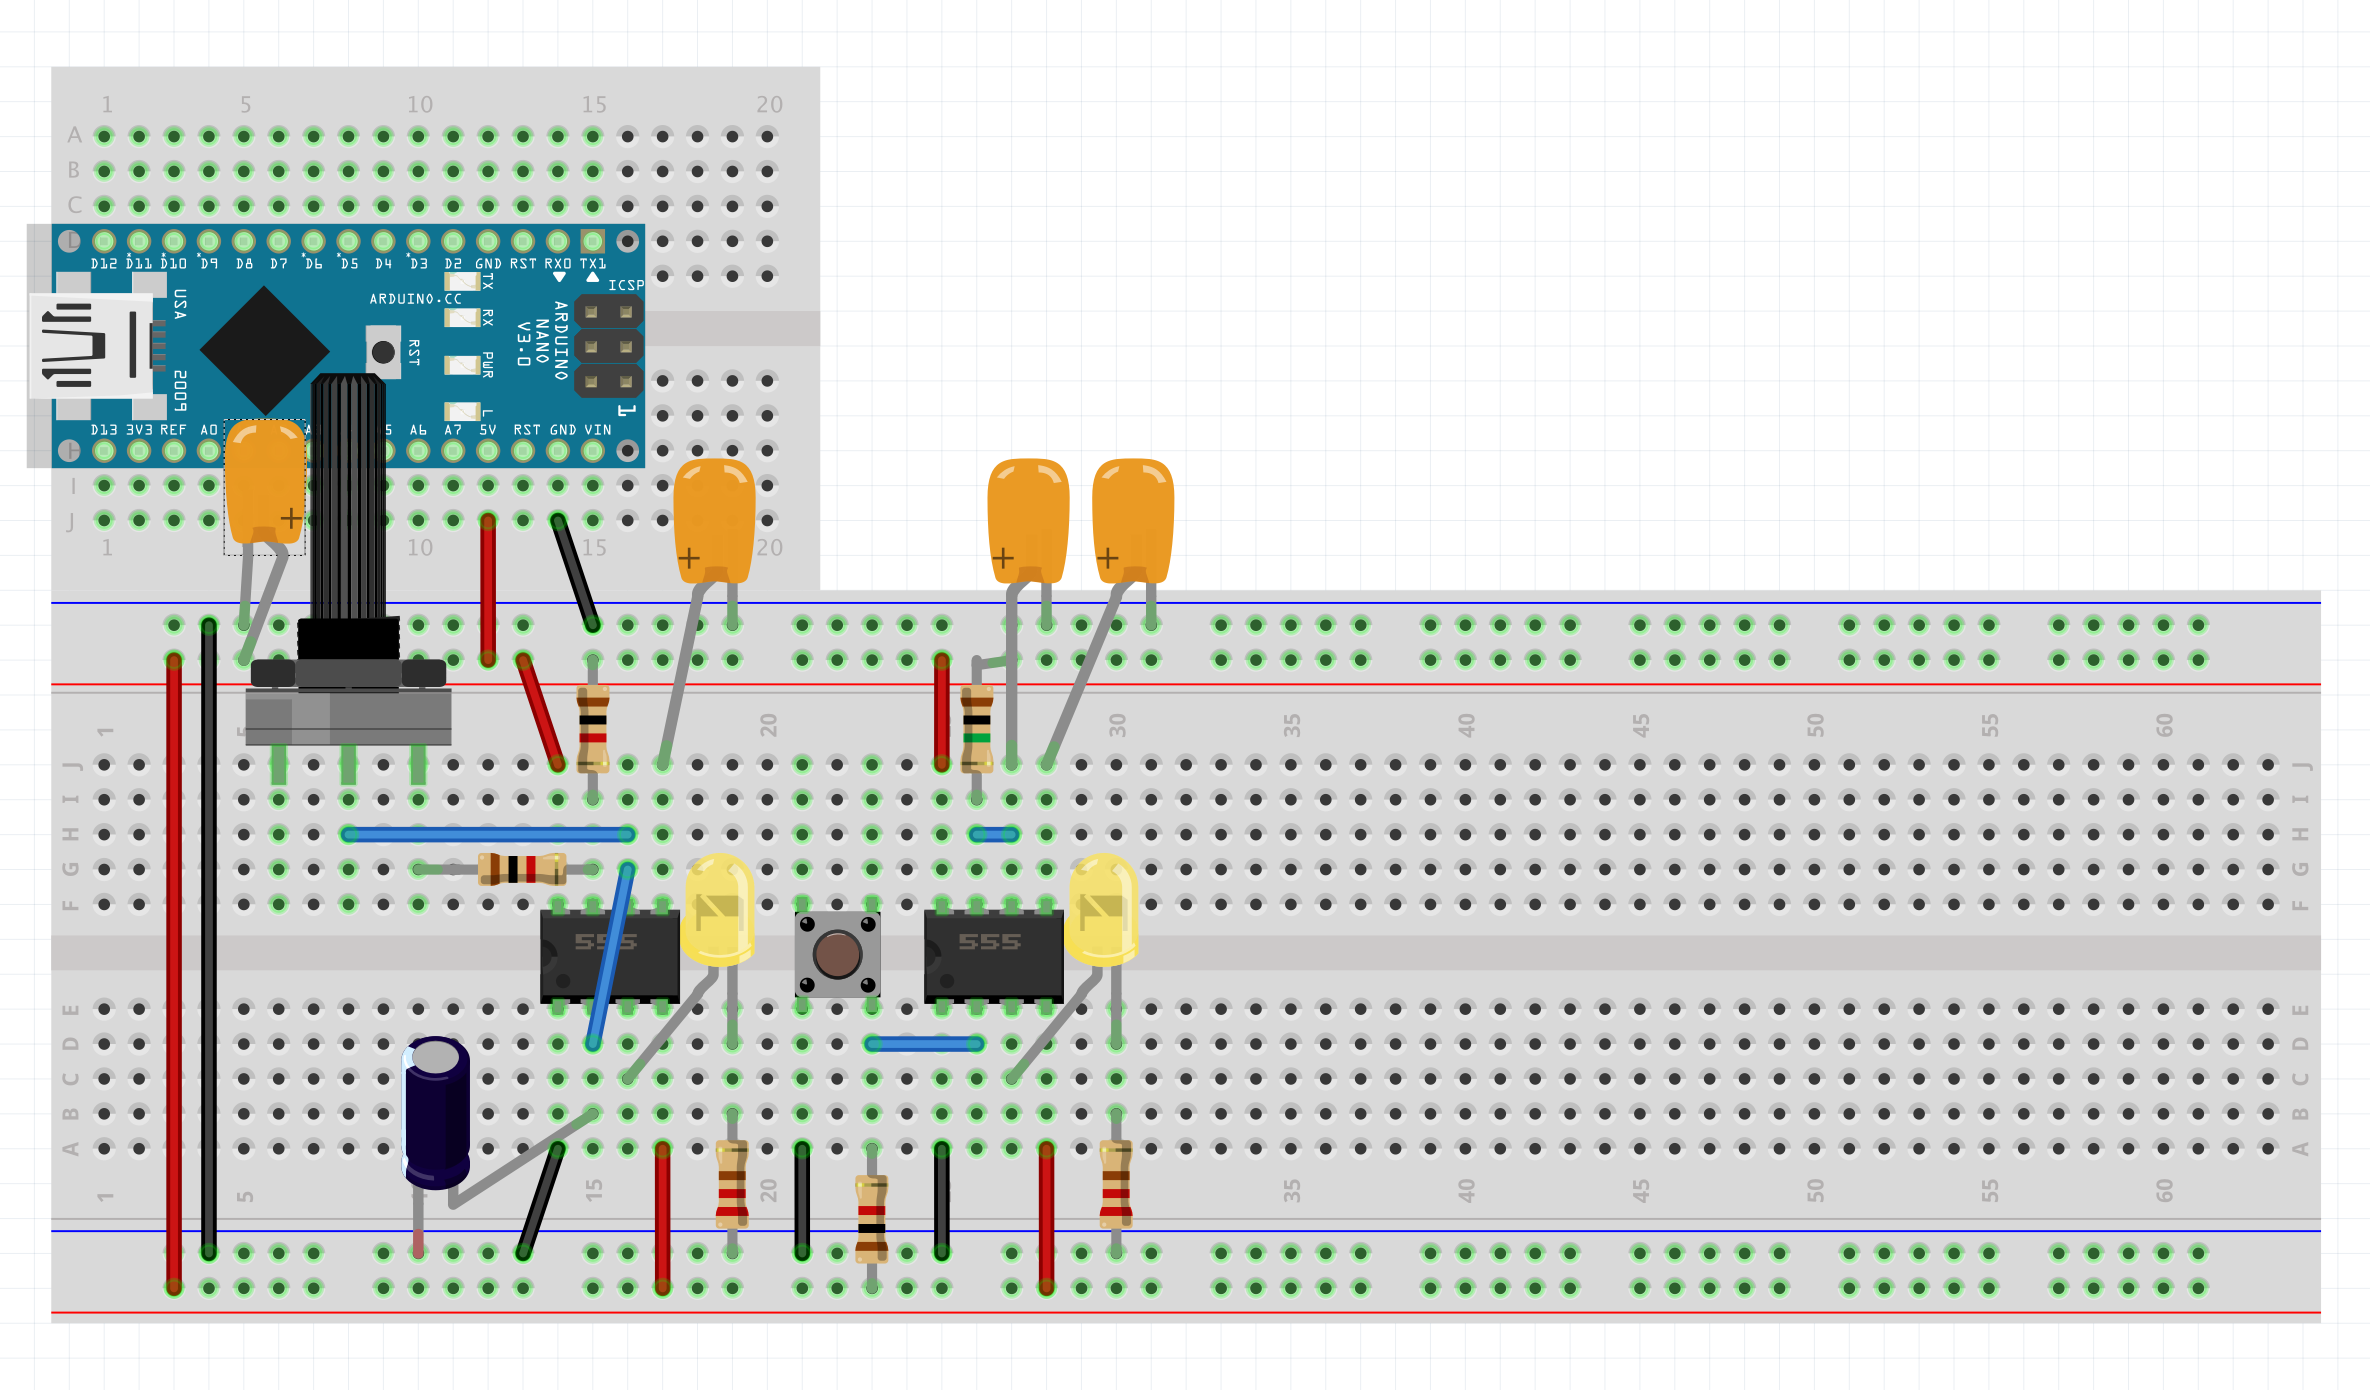 1 5 10 15 20
A
B
C
D
D12 *D11 *D10 *D9 D8 D7 *D6 *D5 D4 *D3 D2 GND RST RX0 TX1
TX
ICSP
USA
ARDUINO.CC
RX
ARDUINO
NANO
V3.0
RST
PWR
2009
L
1
D13 3V3 REF A0 A 5 A6 A7 5V RST GND VIN
H
I
J
+
1 10 15 20
+ + +
1 5 20 30 35 40 45 50 55 60
J J
I I
H H
G G
F F
555 555
E E
D D
C C
B B
A A
1 5 15 20 35 40 45 50 55 60